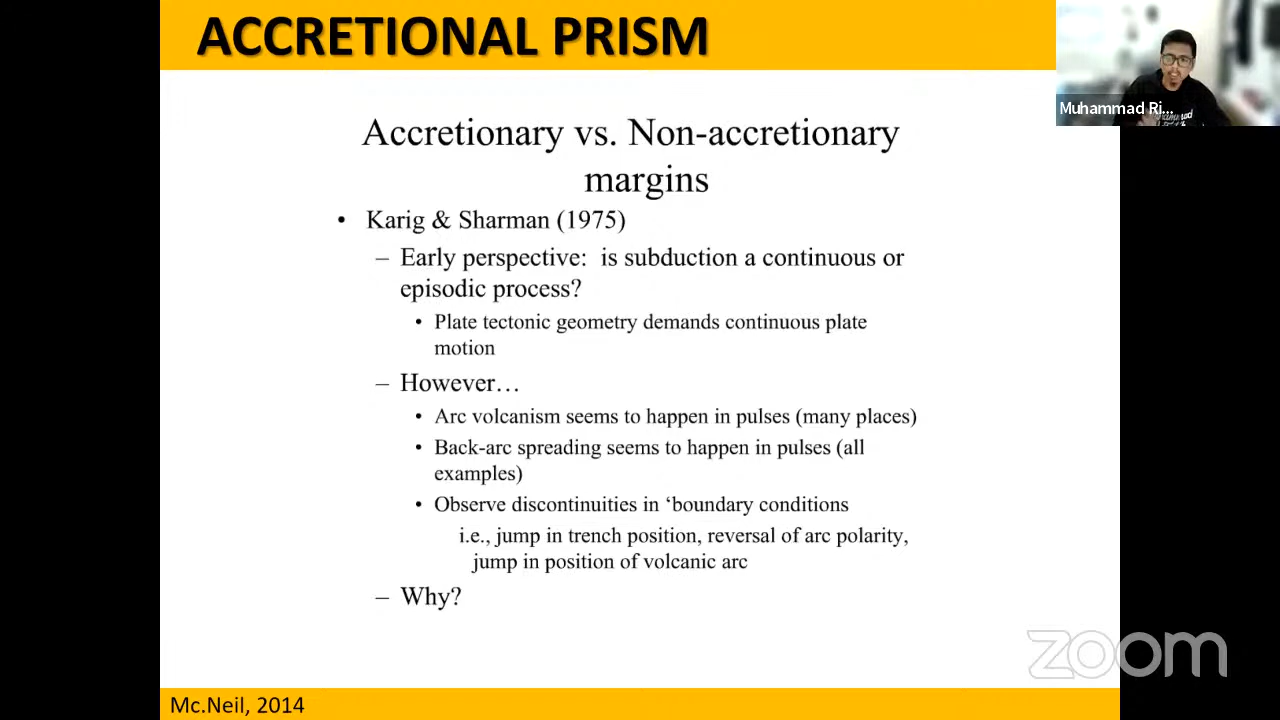 ACCRETIONAL PRISM
Muhammad Ri...
Accretionary vs. Non-accretionary
margins
• Karig & Sharman (1975)
– Early perspective: is subduction a continuous or
episodic process?
• Plate tectonic geometry demands continuous plate
motion
– However…
• Arc volcanism seems to happen in pulses (many places)
• Back-arc spreading seems to happen in pulses (all
examples)
• Observe discontinuities in ‘boundary conditions
i.e., jump in trench position, reversal of arc polarity,
jump in position of volcanic arc
– Why?
zoom
Mc.Neil, 2014